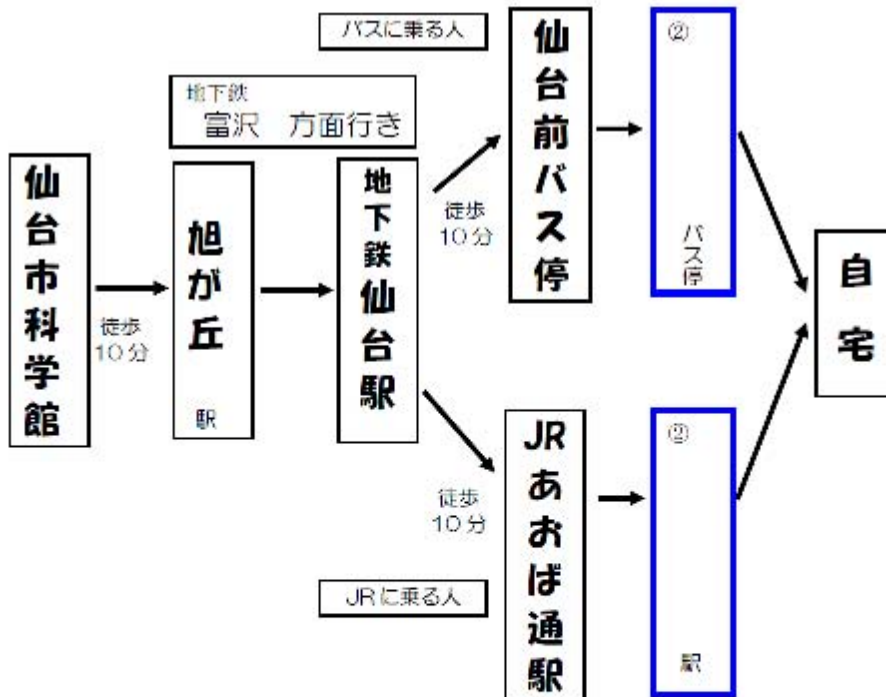 バスに乗る人
地下鉄
富沢 方面行き
仙台市科学館
徒歩
10分
旭が丘
駅
地下鉄仙台駅
徒歩
10分
仙台前バス停
②
バス停
徒歩
10分
JRに乗る人
JRあおば通駅
②
駅
自宅